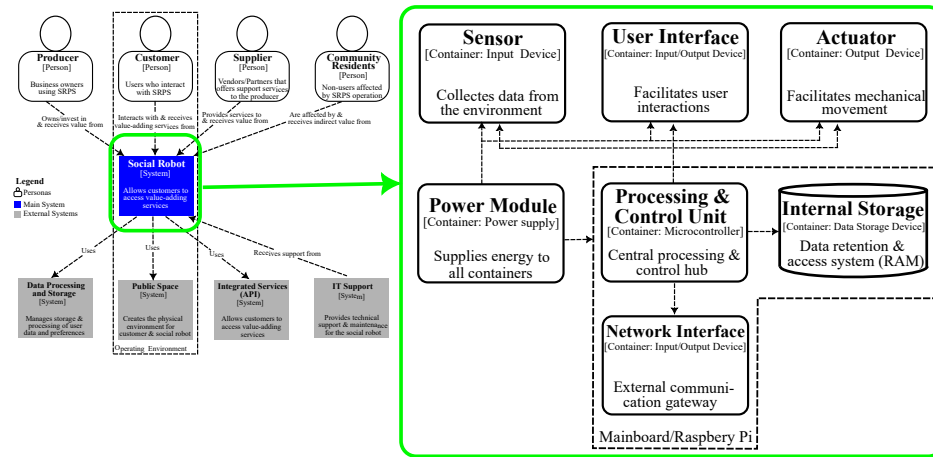 Producer
[Person]
Business owners
using SRPS
Customer
[Person]
Users who interact
with SRPS
Supplier
[Person]
Vendors/Partners that
offers support services
to the producer
Community
Residents
[Person]
Non-users affected
by SRPS operation
Owns/invest in
& receives value from
Interacts with & receives
value-adding services from
Provides services to
& receives value from
Are affected by &
receives indirect value from
Social Robot
[System]
Allows customers to
access value-adding
services
Legend
Personas
Main System
External Systems
Uses
Uses
Uses
Receives support from
Data Processing
and Storage
[System]
Manages storage &
processing of user
data and preferences
Public Space
[System]
Creates the physical
environment for
customer & social robot
Integrated Services
(API)
[System]
Allows customers to
access value-adding
services
IT Support
[System]
Provides technical
support & maintenance
for the social robot
Operating Environment
Sensor
[Container: Input Device]
Collects data from
the environment
User Interface
[Container: Input/Output Device]
Facilitates user
interactions
Actuator
[Container: Output Device]
Facilitates mechanical
movement
Power Module
[Container: Power supply]
Supplies energy to
all containers
Processing &
Control Unit
[Container: Microcontroller]
Central processing &
control hub
Internal Storage
[Container: Data Storage Device]
Data retention &
access system (RAM)
Network Interface
[Container: Input/Output Device]
External communi-
cation gateway
Mainboard/Raspbery Pi